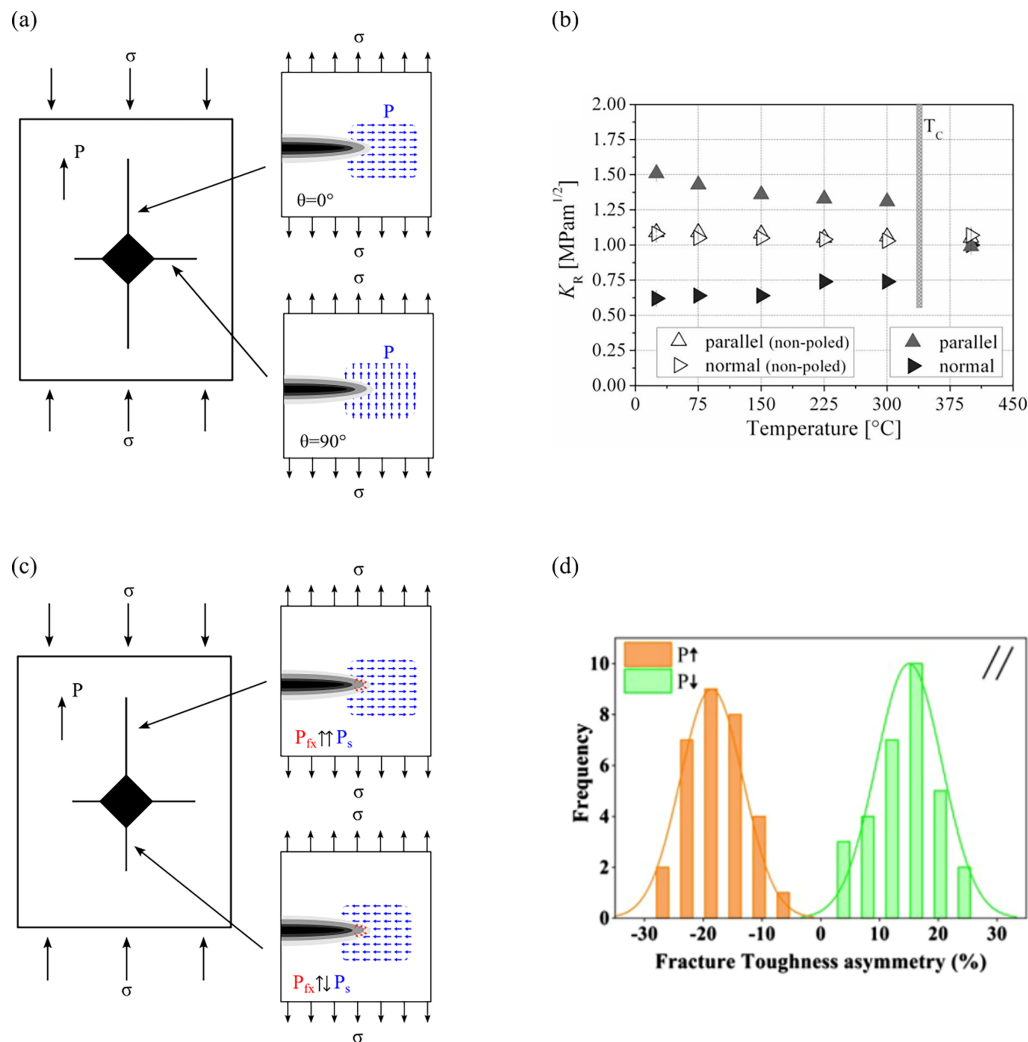 (a)
σ
P
σ
σ
P
θ=0°
σ
σ
P
θ=90°
σ
(b)
2.00
1.75
1.50
1.25
1.00
0.75
0.50
0.25
0.00
K_R [MPam^1/2]
T_C
parallel (non-poled)
normal (non-poled)
parallel
normal
0 75 150 225 300 375 450
Temperature [°C]
(c)
σ
P
σ
σ
P_fx⇈P_s
σ
σ
P_fx⇅P_s
σ
(d)
P↑
P↓
//
10
8
6
4
2
0
Frequency
-30 -20 -10 0 10 20 30
Fracture Toughness asymmetry (%)